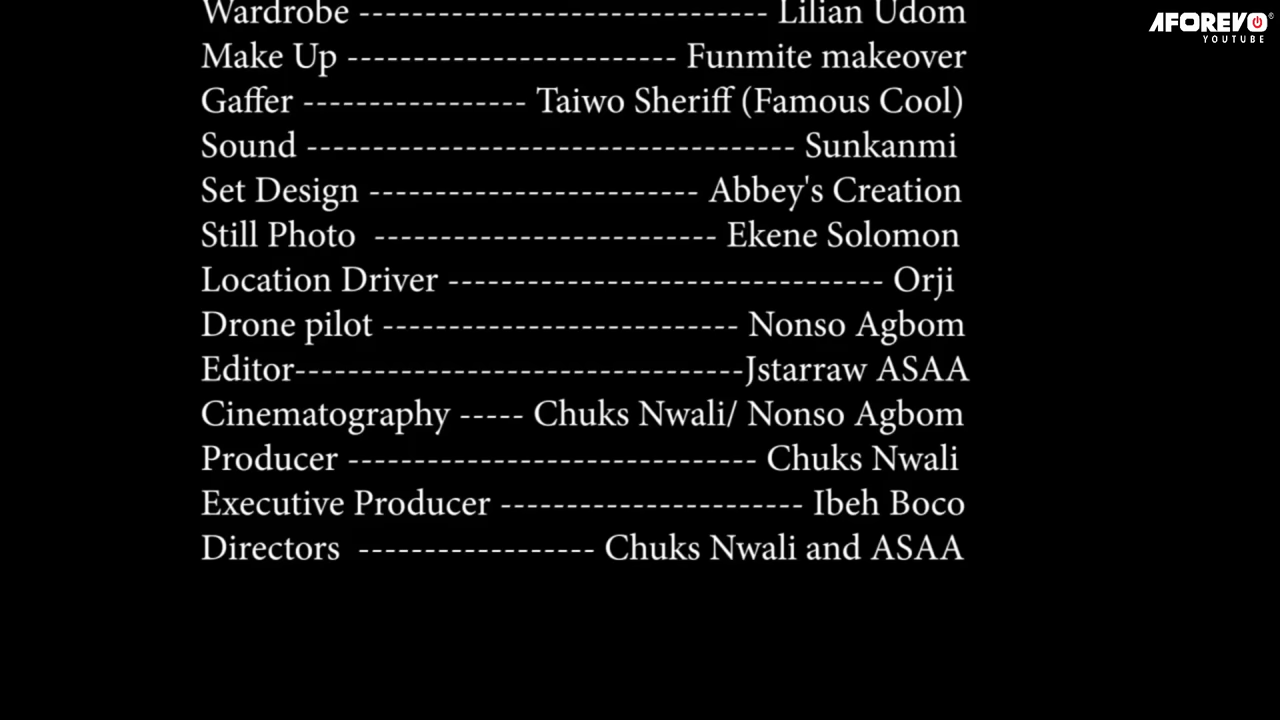 Wardrobe ------------------------------- Lilian Udom
Make Up ------------------------- Funmite makeover
Gaffer ----------------- Taiwo Sheriff (Famous Cool)
Sound ------------------------------------- Sunkanmi
Set Design ------------------------- Abbey's Creation
Still Photo -------------------------- Ekene Solomon
Location Driver --------------------------------- Orji
Drone pilot --------------------------- Nonso Agbom
Editor----------------------------------Jstarraw ASAA
Cinematography ----- Chuks Nwali/ Nonso Agbom
Producer ------------------------------- Chuks Nwali
Executive Producer ----------------------- Ibeh Boco
Directors ------------------ Chuks Nwali and ASAA
AFOREVO®
YOUTUBE